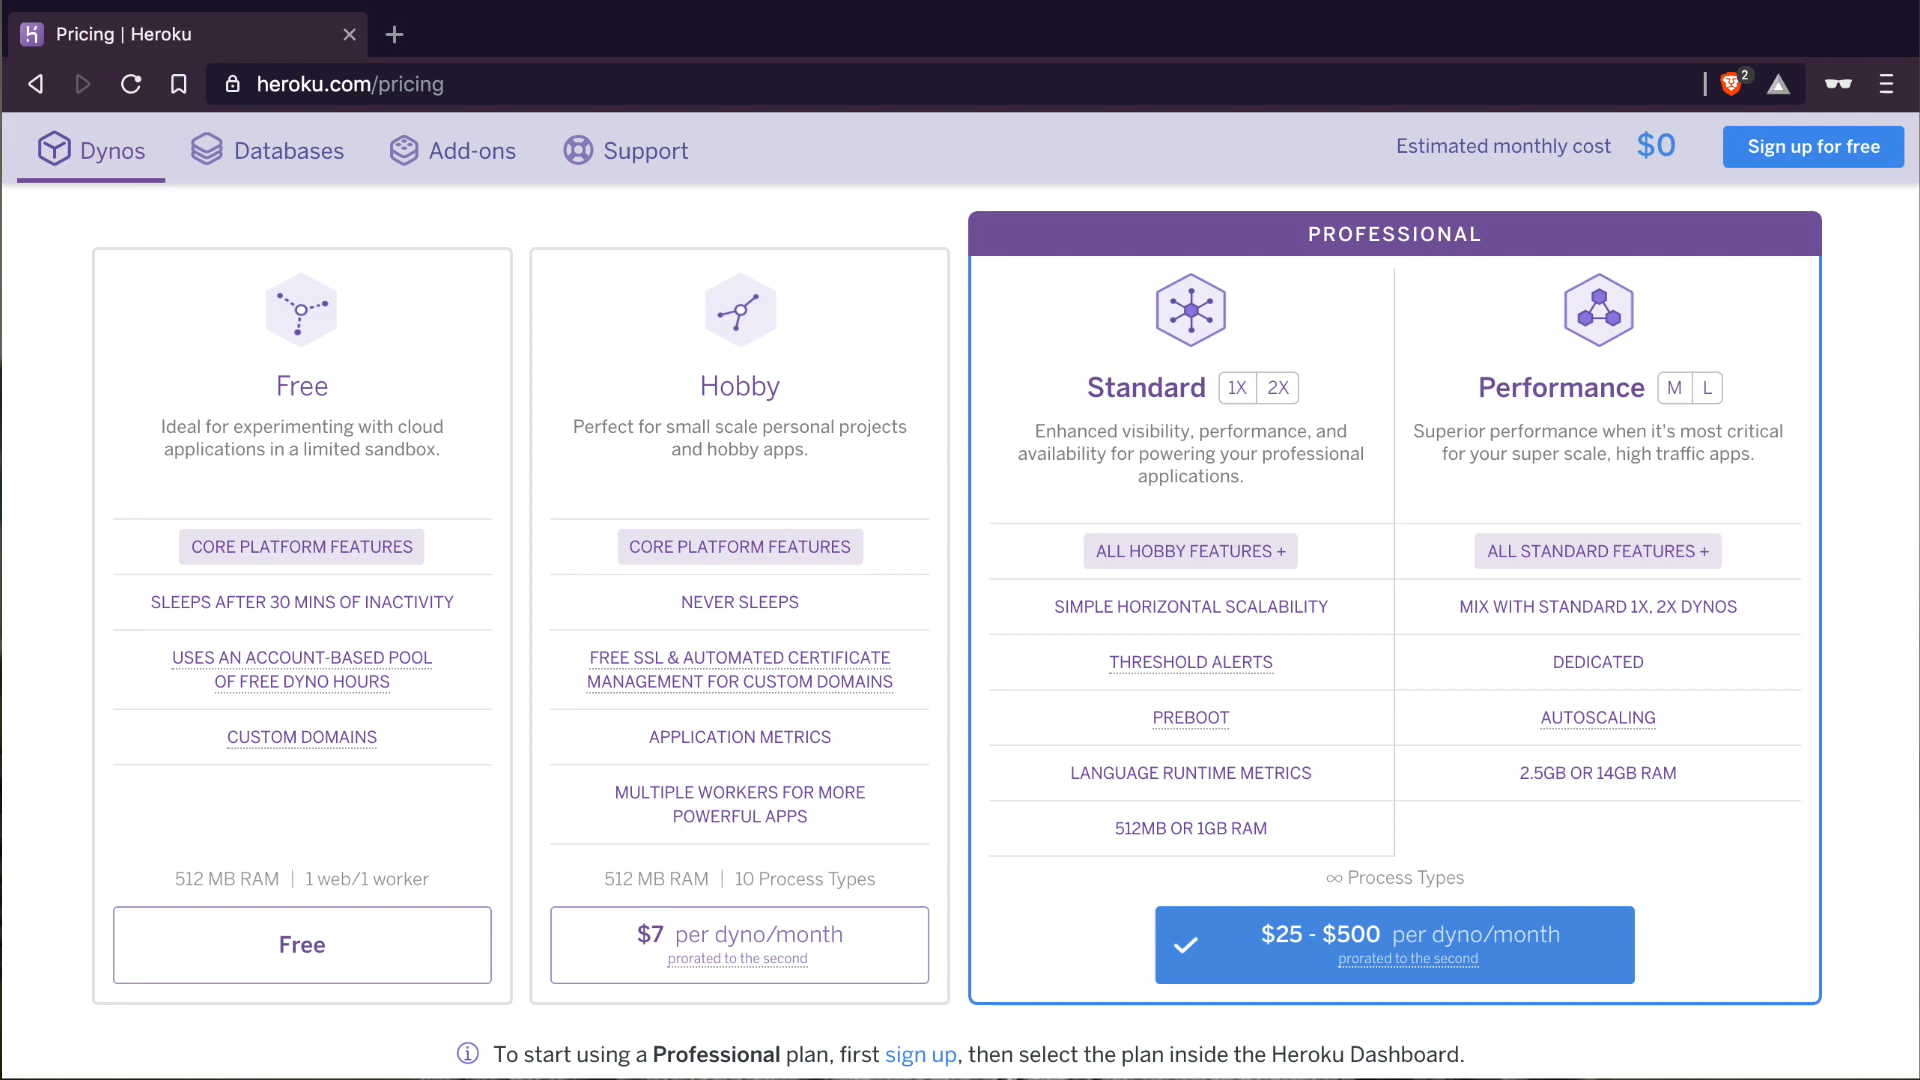 Pricing | Heroku
heroku.com/pricing
2
Dynos
Databases
Add-ons
Support
Estimated monthly cost $0
Sign up for free
Free
Ideal for experimenting with cloud
applications in a limited sandbox.
CORE PLATFORM FEATURES
SLEEPS AFTER 30 MINS OF INACTIVITY
USES AN ACCOUNT-BASED POOL
OF FREE DYNO HOURS
CUSTOM DOMAINS
512 MB RAM | 1 web/1 worker
Free
Hobby
Perfect for small scale personal projects
and hobby apps.
CORE PLATFORM FEATURES
NEVER SLEEPS
FREE SSL & AUTOMATED CERTIFICATE
MANAGEMENT FOR CUSTOM DOMAINS
APPLICATION METRICS
MULTIPLE WORKERS FOR MORE
POWERFUL APPS
512 MB RAM | 10 Process Types
$7 per dyno/month
prorated to the second
PROFESSIONAL
Standard 1X 2X
Enhanced visibility, performance, and
availability for powering your professional
applications.
ALL HOBBY FEATURES +
SIMPLE HORIZONTAL SCALABILITY
THRESHOLD ALERTS
PREBOOT
LANGUAGE RUNTIME METRICS
512MB OR 1GB RAM
Performance M L
Superior performance when it's most critical
for your super scale, high traffic apps.
ALL STANDARD FEATURES +
MIX WITH STANDARD 1X, 2X DYNOS
DEDICATED
AUTOSCALING
2.5GB OR 14GB RAM
∞ Process Types
$25 - $500 per dyno/month
prorated to the second
To start using a Professional plan, first sign up, then select the plan inside the Heroku Dashboard.